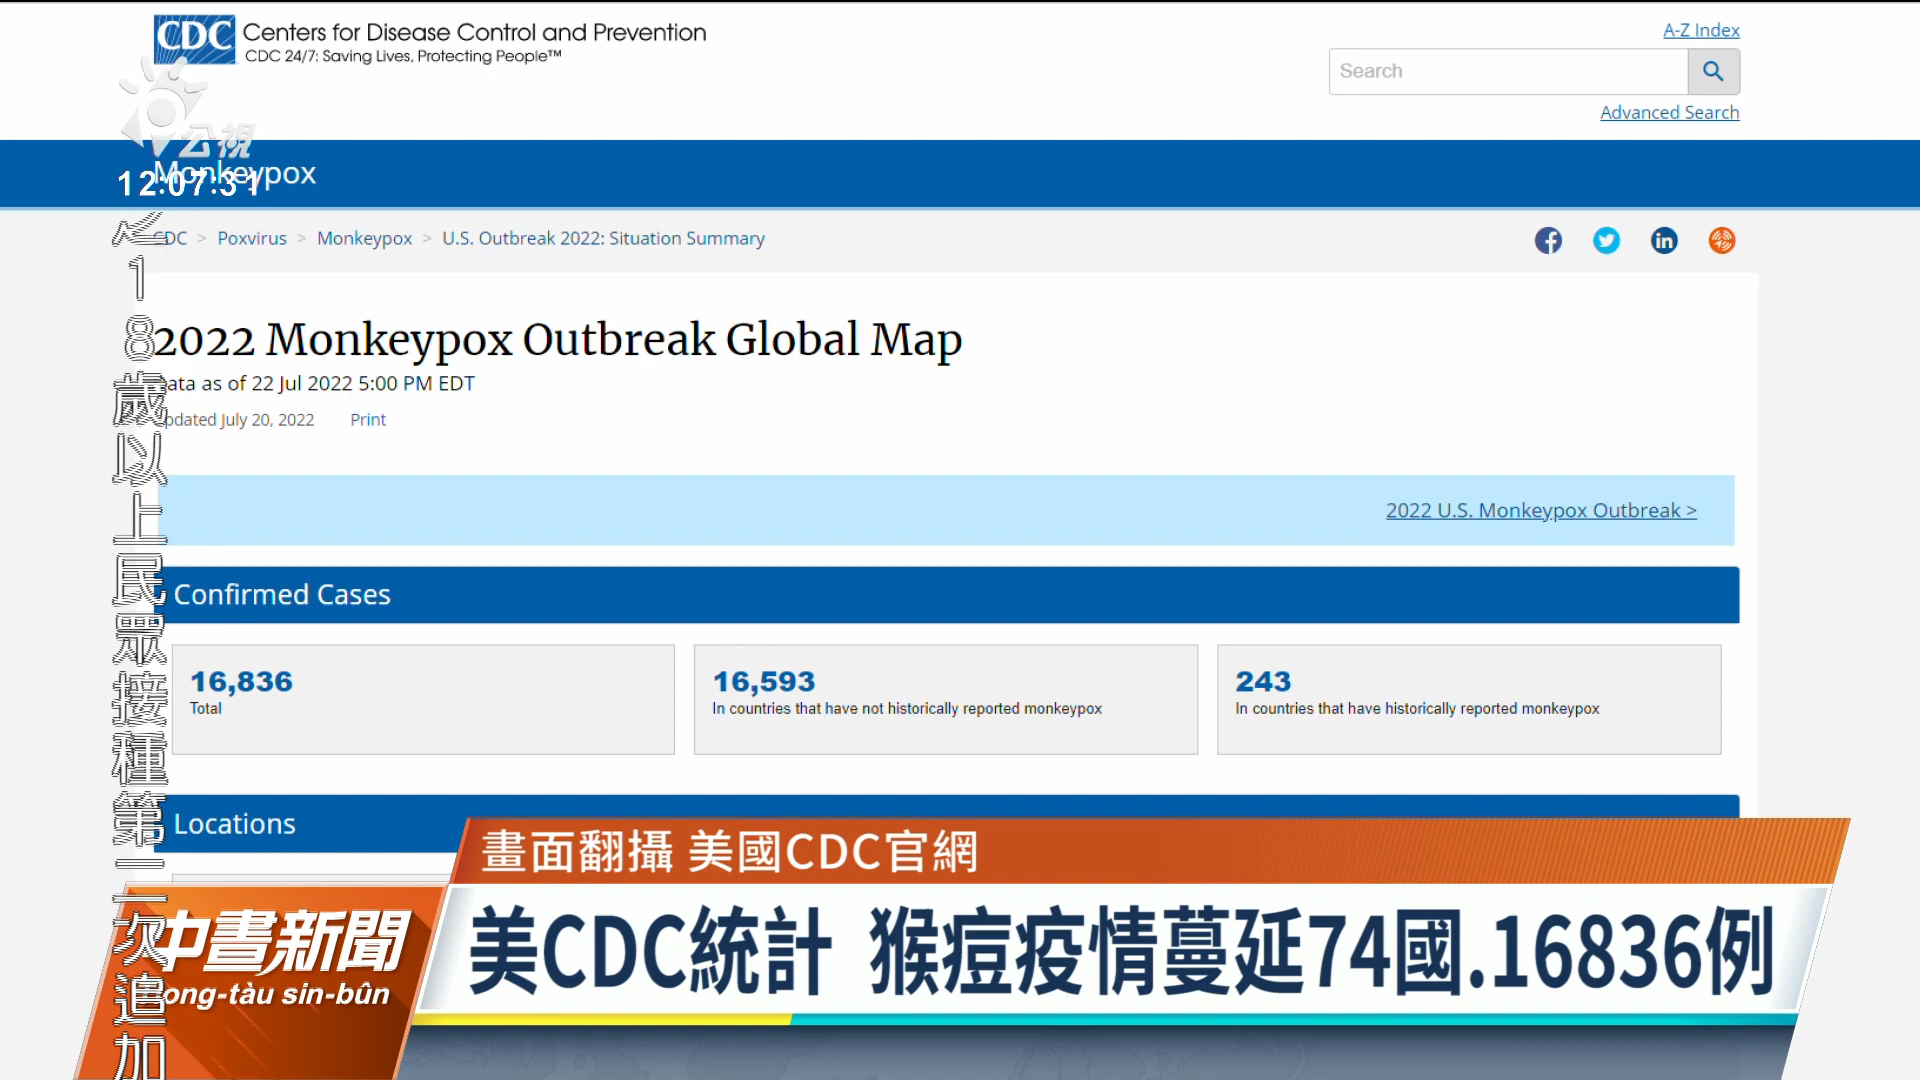 CDC Centers for Disease Control and Prevention
CDC 24/7: Saving Lives, Protecting People™
A-Z Index
Search
Advanced Search
公視
Monkeypox
12:07:31
CDC > Poxvirus > Monkeypox > U.S. Outbreak 2022: Situation Summary
2022 Monkeypox Outbreak Global Map
Data as of 22 Jul 2022 5:00 PM EDT
Updated July 20, 2022 Print
2022 U.S. Monkeypox Outbreak >
Confirmed Cases
16,836
Total
16,593
In countries that have not historically reported monkeypox
243
In countries that have historically reported monkeypox
Locations
18歲以上民眾接種第二次追加
畫面翻攝 美國CDC官網
中晝新聞
美CDC統計 猴痘疫情蔓延74國.16836例
ong-tàu sin-bûn